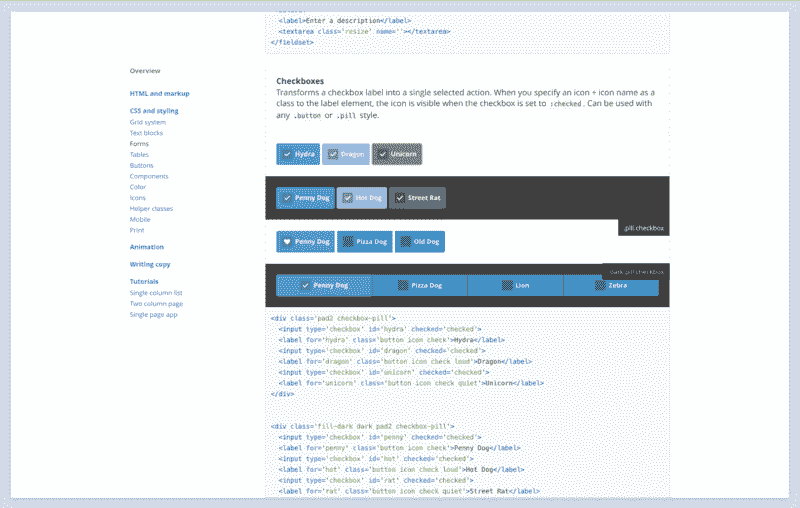 <label>Enter a description</label>
<textarea class='resize' name=''></textarea>
</fieldset>
Overview
HTML and markup
CSS and styling
Grid system
Text blocks
Forms
Tables
Buttons
Components
Color
Icons
Helper classes
Mobile
Print
Animation
Writing copy
Tutorials
Single column list
Two column page
Single page app
Checkboxes
Transforms a checkbox label into a single selected action. When you specify an icon + icon name as a
class to the label element, the icon is visible when the checkbox is set to :checked. Can be used with
any .button or .pill style.
Hydra Dragon Unicorn
Penny Dog Hot Dog Street Rat
.pill checkbox
Penny Dog Pizza Dog Old Dog
dark pill checkbox
Penny Dog Pizza Dog Lion Zebra
<div class='pad2 checkbox-pill'>
<input type='checkbox' id='hydra' checked='checked'>
<label for='hydra' class='button icon check'>Hydra</label>
<input type='checkbox' id='dragon' checked='checked'>
<label for='dragon' class='button icon check loud'>Dragon</label>
<input type='checkbox' id='unicorn' checked='checked'>
<label for='unicorn' class='button icon check quiet'>Unicorn</label>
</div>
<div class='fill-dark dark pad2 checkbox-pill'>
<input type='checkbox' id='penny' checked='checked'>
<label for='penny' class='button icon check'>Penny Dog</label>
<input type='checkbox' id='hot' checked='checked'>
<label for='hot' class='button icon check loud'>Hot Dog</label>
<input type='checkbox' id='rat' checked='checked'>
<label for='rat' class='button icon check quiet'>Street Rat</label>